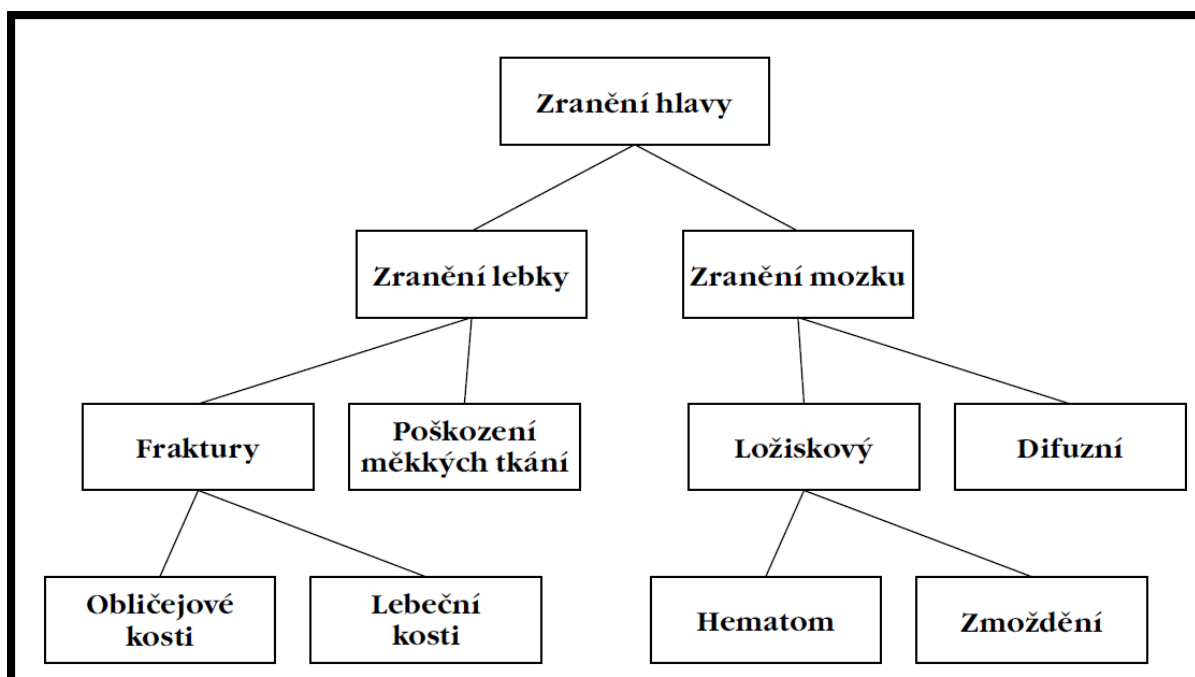 Zranění hlavy
Zranění lebky
Zranění mozku
Fraktury
Poškození
měkkých tkání
Ložiskový
Difuzní
Obličejové
kosti
Lebeční
kosti
Hematom
Zmoždění